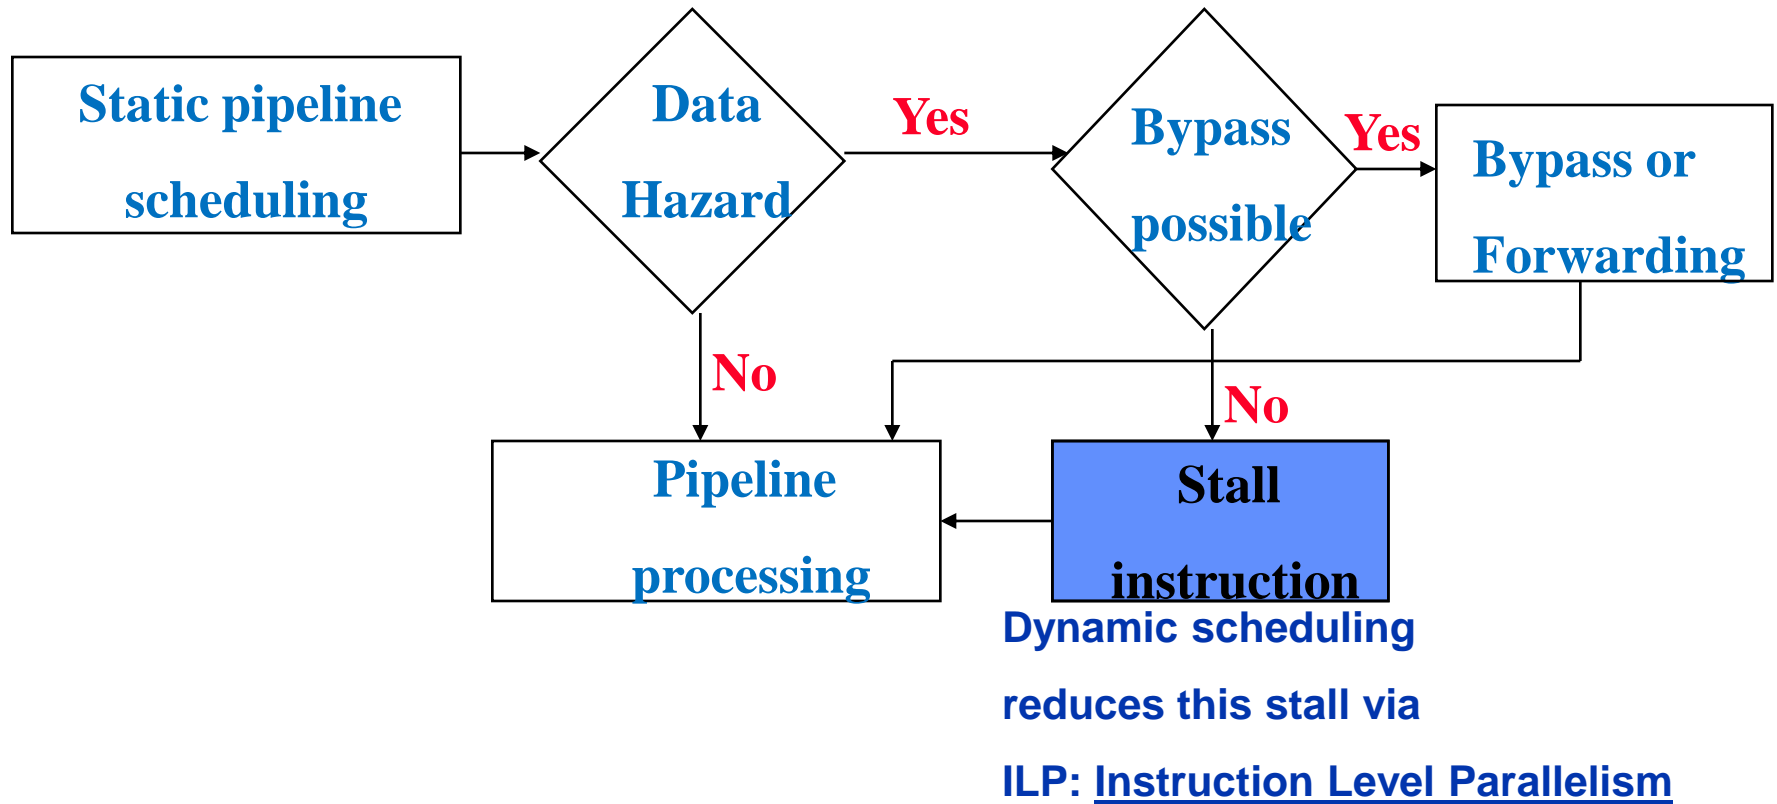 Static pipeline
scheduling
Data
Hazard
Yes
Bypass
possible
Yes
Bypass or
Forwarding
No
No
Pipeline
processing
Stall
instruction
Dynamic scheduling
reduces this stall via
ILP: Instruction Level Parallelism